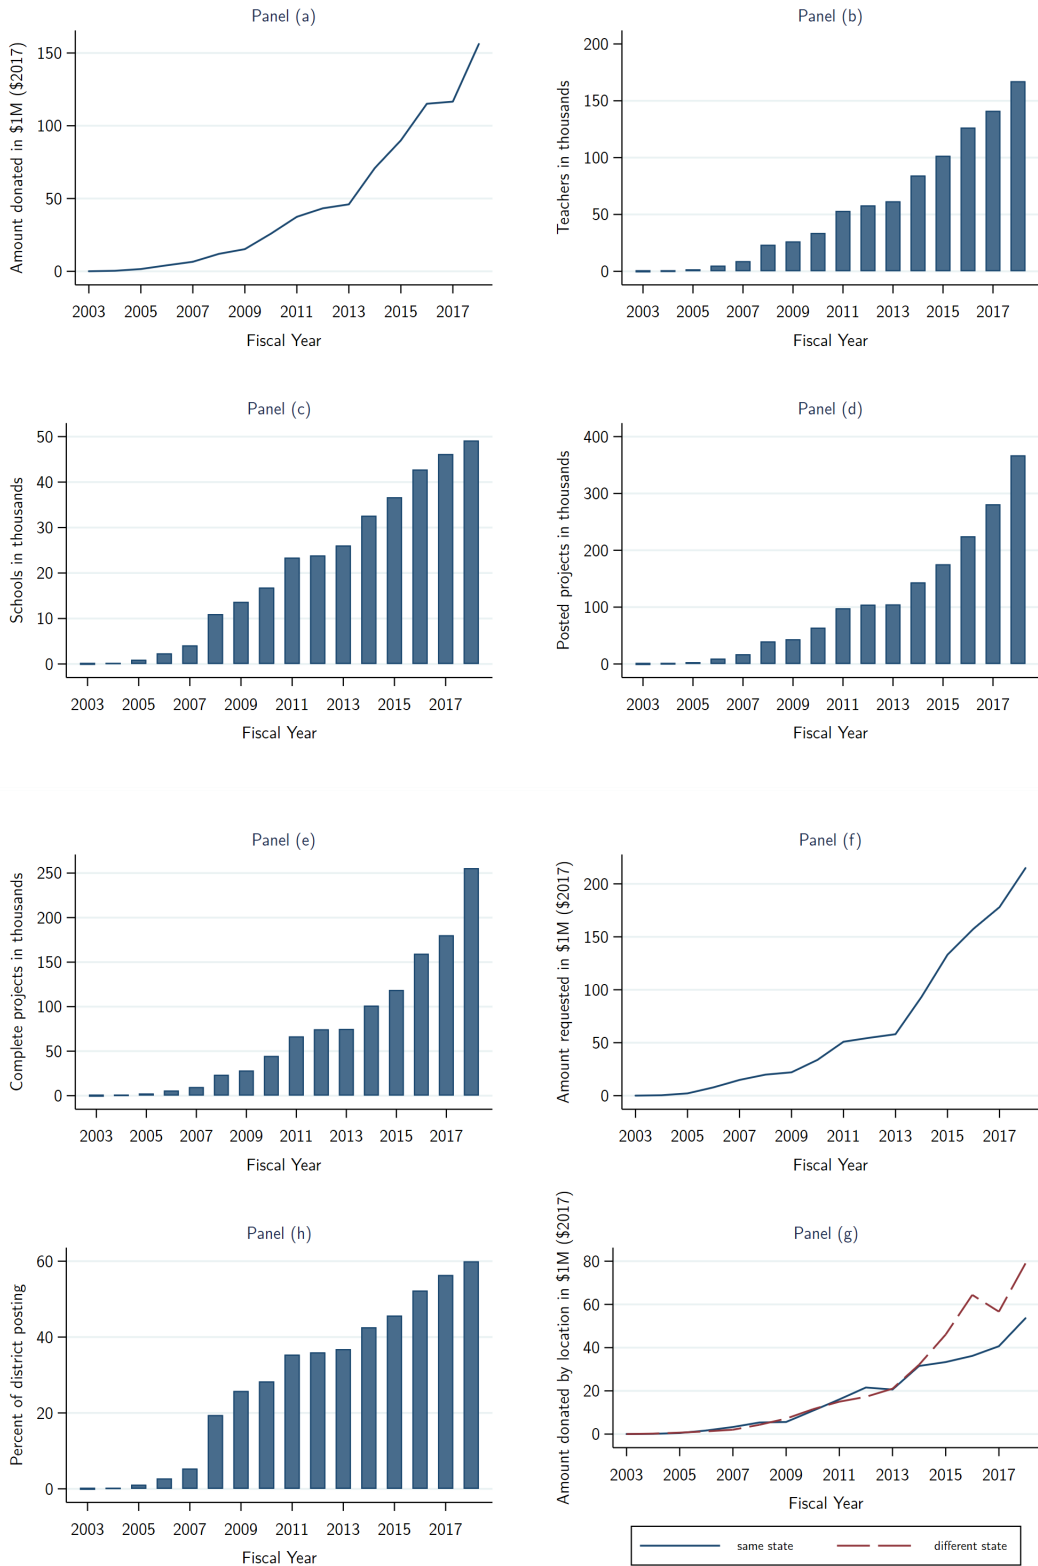 Panel (a)
Amount donated in $1M ($2017)
150
100
50
0
2003 2005 2007 2009 2011 2013 2015 2017
Fiscal Year
Panel (b)
Teachers in thousands
200
150
100
50
0
2003 2005 2007 2009 2011 2013 2015 2017
Fiscal Year
Panel (c)
Schools in thousands
50
40
30
20
10
0
2003 2005 2007 2009 2011 2013 2015 2017
Fiscal Year
Panel (d)
Posted projects in thousands
400
300
200
100
0
2003 2005 2007 2009 2011 2013 2015 2017
Fiscal Year
Panel (e)
Complete projects in thousands
250
200
150
100
50
0
2003 2005 2007 2009 2011 2013 2015 2017
Fiscal Year
Panel (f)
Amount requested in $1M ($2017)
200
150
100
50
0
2003 2005 2007 2009 2011 2013 2015 2017
Fiscal Year
Panel (h)
Percent of district posting
60
40
20
0
2003 2005 2007 2009 2011 2013 2015 2017
Fiscal Year
Panel (g)
Amount donated by location in $1M ($2017)
80
60
40
20
0
2003 2005 2007 2009 2011 2013 2015 2017
Fiscal Year
same state different state